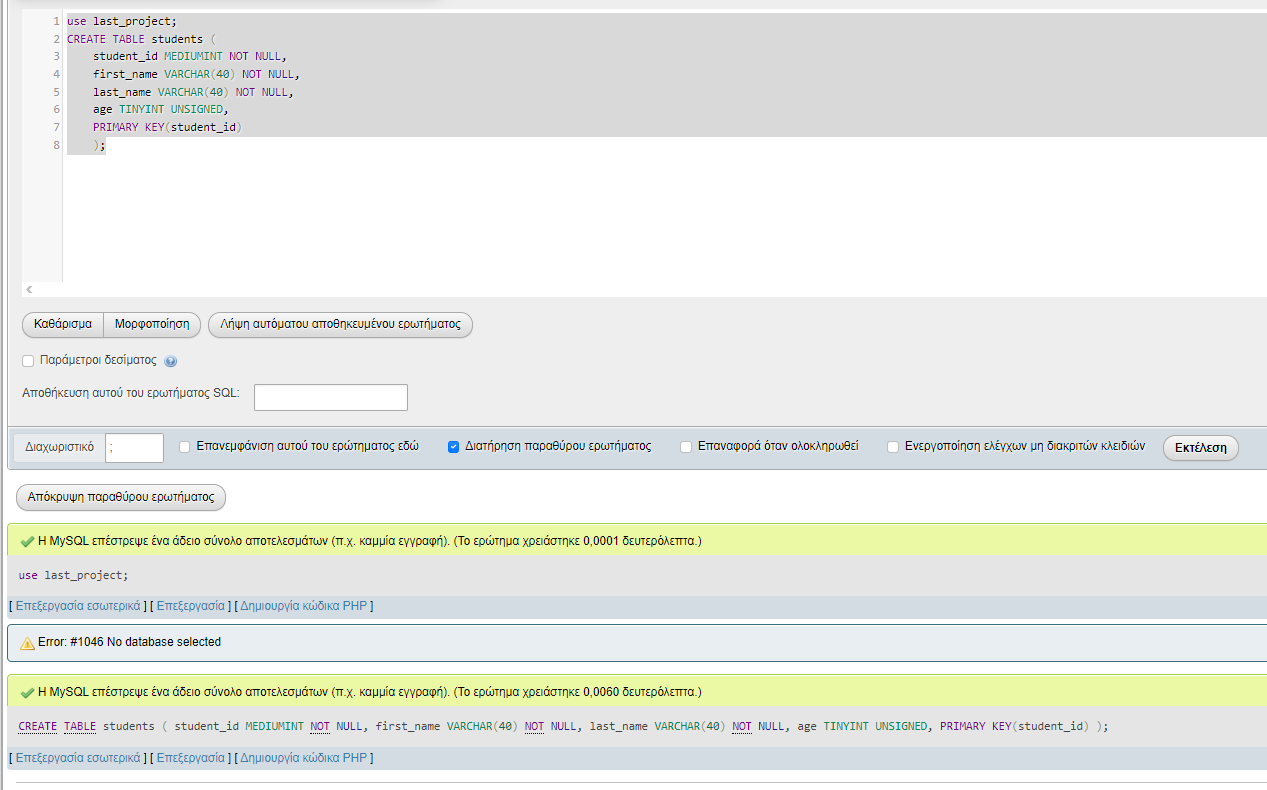 1 use last_project;
2 CREATE TABLE students (
3 student_id MEDIUMINT NOT NULL,
4 first_name VARCHAR(40) NOT NULL,
5 last_name VARCHAR(40) NOT NULL,
6 age TINYINT UNSIGNED,
7 PRIMARY KEY(student_id)
8 );
<
Καθάρισμα Μορφοποίηση Λήψη αυτόματου αποθηκευμένου ερωτήματος
Παράμετροι δεσίματος
Αποθήκευση αυτού του ερωτήματος SQL:
Διαχωριστικό ; Επανεμφάνιση αυτού του ερώτηματος εδώ Διατήρηση παραθύρου ερωτήματος Επαναφορά όταν ολοκληρωθεί Ενεργοποίηση ελέγχων μη διακριτών κλειδιών Εκτέλεση
Απόκρυψη παραθύρου ερωτήματος
Η MySQL επέστρεψε ένα άδειο σύνολο αποτελεσμάτων (π.χ. καμμία εγγραφή). (Το ερώτημα χρειάστηκε 0,0001 δευτερόλεπτα.)
use last_project;
[ Επεξεργασία εσωτερικά ] [ Επεξεργασία ] [ Δημιουργία κώδικα PHP ]
Error: #1046 No database selected
Η MySQL επέστρεψε ένα άδειο σύνολο αποτελεσμάτων (π.χ. καμμία εγγραφή). (Το ερώτημα χρειάστηκε 0,0060 δευτερόλεπτα.)
CREATE TABLE students ( student_id MEDIUMINT NOT NULL, first_name VARCHAR(40) NOT NULL, last_name VARCHAR(40) NOT NULL, age TINYINT UNSIGNED, PRIMARY KEY(student_id) );
[ Επεξεργασία εσωτερικά ] [ Επεξεργασία ] [ Δημιουργία κώδικα PHP ]